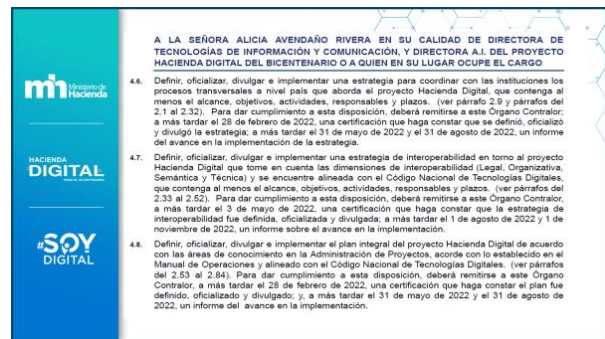 mh Ministerio de
Hacienda
HACIENDA
DIGITAL
#SOY
DIGITAL
A LA SEÑORA ALICIA AVENDAÑO RIVERA EN SU CALIDAD DE DIRECTORA DE
TECNOLOGÍAS DE INFORMACIÓN Y COMUNICACIÓN, Y DIRECTORA A.I. DEL PROYECTO
HACIENDA DIGITAL DEL BICENTENARIO O A QUIEN EN SU LUGAR OCUPE EL CARGO
4.6. Definir, oficializar, divulgar e implementar una estrategia para coordinar con las instituciones los
procesos transversales a nivel país que aborda el proyecto Hacienda Digital, que contenga al
menos el alcance, objetivos, actividades, responsables y plazos. (ver párrafo 2.9 y párrafos del
2.1 al 2.32). Para dar cumplimiento a esta disposición, deberá remitirse a este Órgano Contralor;
a más tardar el 28 de febrero de 2022, una certificación que haga constar que se definió, oficializó
y divulgó la estrategia; a más tardar el 31 de mayo de 2022 y el 31 de agosto de 2022, un informe
del avance en la implementación de la estrategia.
4.7. Definir, oficializar, divulgar e implementar una estrategia de interoperabilidad en torno al proyecto
Hacienda Digital que tome en cuenta las dimensiones de interoperabilidad (Legal, Organizativa,
Semántica y Técnica) y se encuentre alineada con el Código Nacional de Tecnologías Digitales,
que contenga al menos el alcance, objetivos, actividades, responsables y plazos. (ver párrafos del
2.33 al 2.52). Para dar cumplimiento a esta disposición, deberá remitirse a este Órgano Contralor,
a más tardar el 3 de mayo de 2022, una certificación que haga constar que la estrategia de
interoperabilidad fue definida, oficializada y divulgada; a más tardar el 1 de agosto de 2022 y 1 de
noviembre de 2022, un informe sobre el avance en la implementación.
4.8. Definir, oficializar, divulgar e implementar el plan integral del proyecto Hacienda Digital de acuerdo
con las áreas de conocimiento en la Administración de Proyectos, acorde con lo establecido en el
Manual de Operaciones y alineado con el Código Nacional de Tecnologías Digitales. (ver párrafos
del 2.53 al 2.84). Para dar cumplimiento a esta disposición, deberá remitirse a este Órgano
Contralor, a más tardar el 28 de febrero de 2022, una certificación que haga constar el plan fue
definido, oficializado y divulgado; y, a más tardar el 31 de mayo de 2022 y el 31 de agosto de
2022, un informe del avance en la implementación.